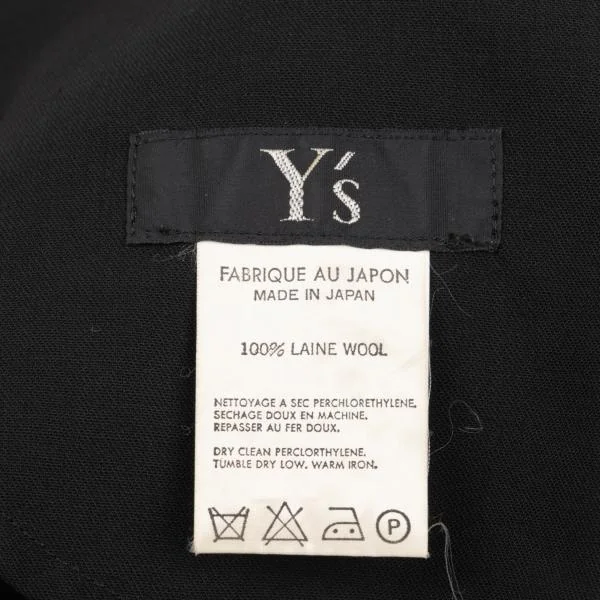 Y's
FABRIQUE AU JAPON
MADE IN JAPAN
100% LAINE WOOL
NETTOYAGE A SEC PERCHLORETHYLENE.
SECHAGE DOUX EN MACHINE.
REPASSER AU FER DOUX.
DRY CLEAN PERCLORTHYLENE.
TUMBLE DRY LOW. WARM IRON.
P